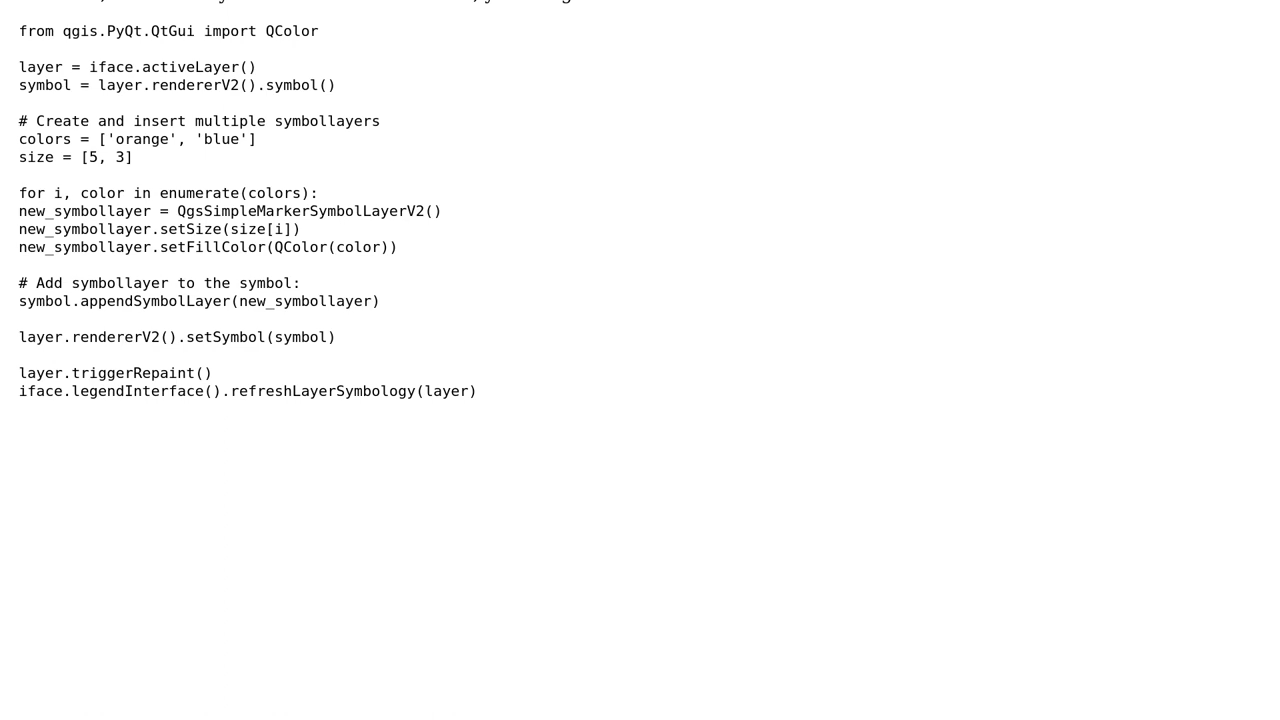 from qgis.PyQt.QtGui import QColor
layer = iface.activeLayer()
symbol = layer.rendererV2().symbol()
# Create and insert multiple symbollayers
colors = ['orange', 'blue']
size = [5, 3]
for i, color in enumerate(colors):
new_symbollayer = QgsSimpleMarkerSymbolLayerV2()
new_symbollayer.setSize(size[i])
new_symbollayer.setFillColor(QColor(color))
# Add symbollayer to the symbol:
symbol.appendSymbolLayer(new_symbollayer)
layer.rendererV2().setSymbol(symbol)
layer.triggerRepaint()
iface.legendInterface().refreshLayerSymbology(layer)